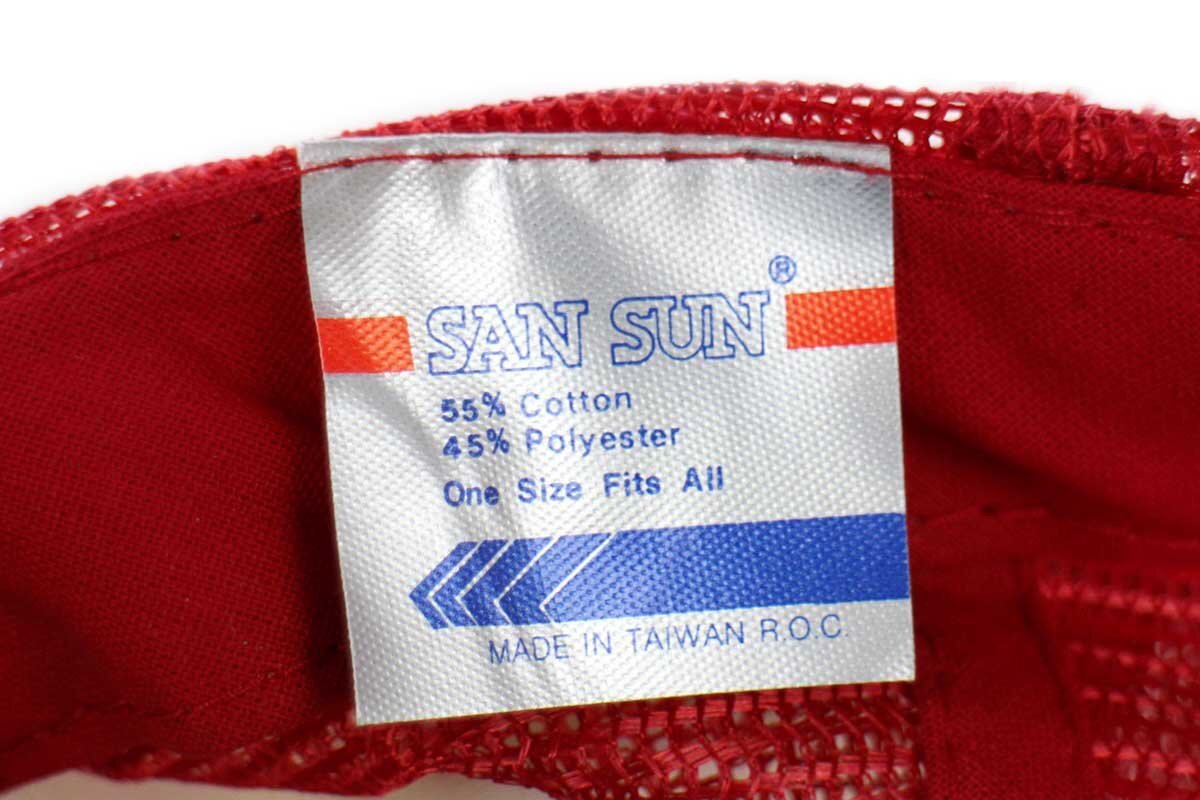 SAN SUN®
55% Cotton
45% Polyester
One Size Fits All
MADE IN TAIWAN R.O.C.